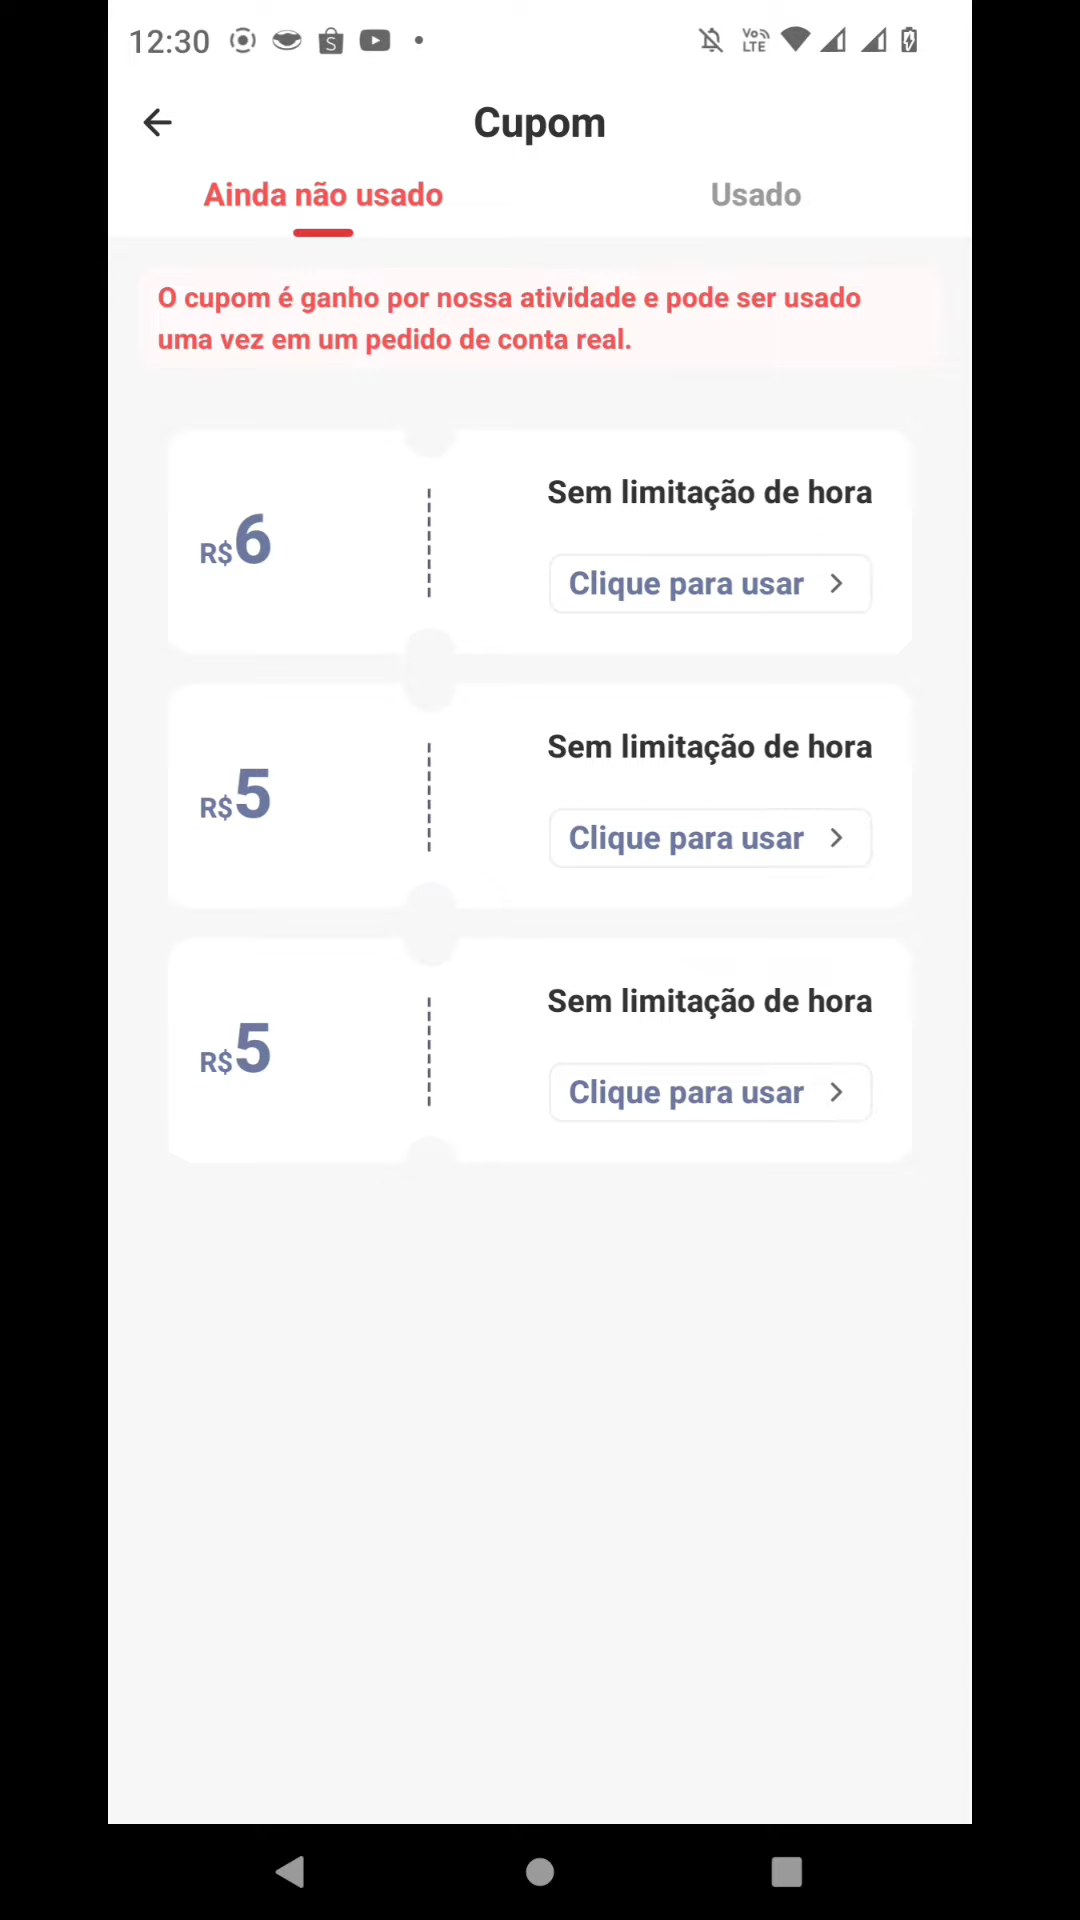 12:30
Vo LTE
Cupom
Ainda não usado
Usado
O cupom é ganho por nossa atividade e pode ser usado
uma vez em um pedido de conta real.
Sem limitação de hora
R$6
Clique para usar
Sem limitação de hora
R$5
Clique para usar
Sem limitação de hora
R$5
Clique para usar